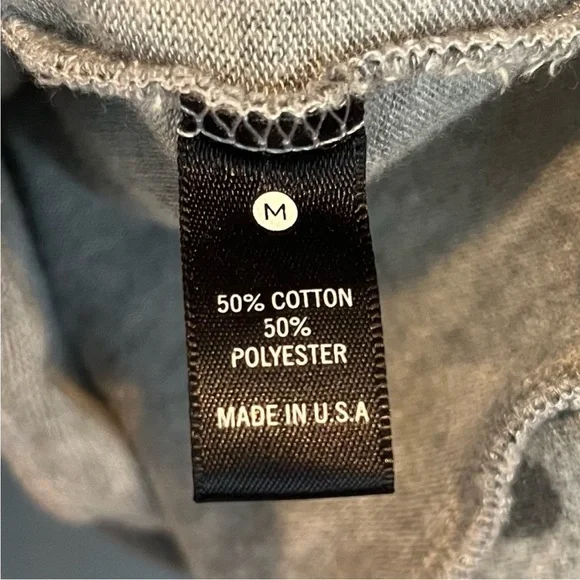 M
50% COTTON
50%
POLYESTER
MADE IN U.S.A